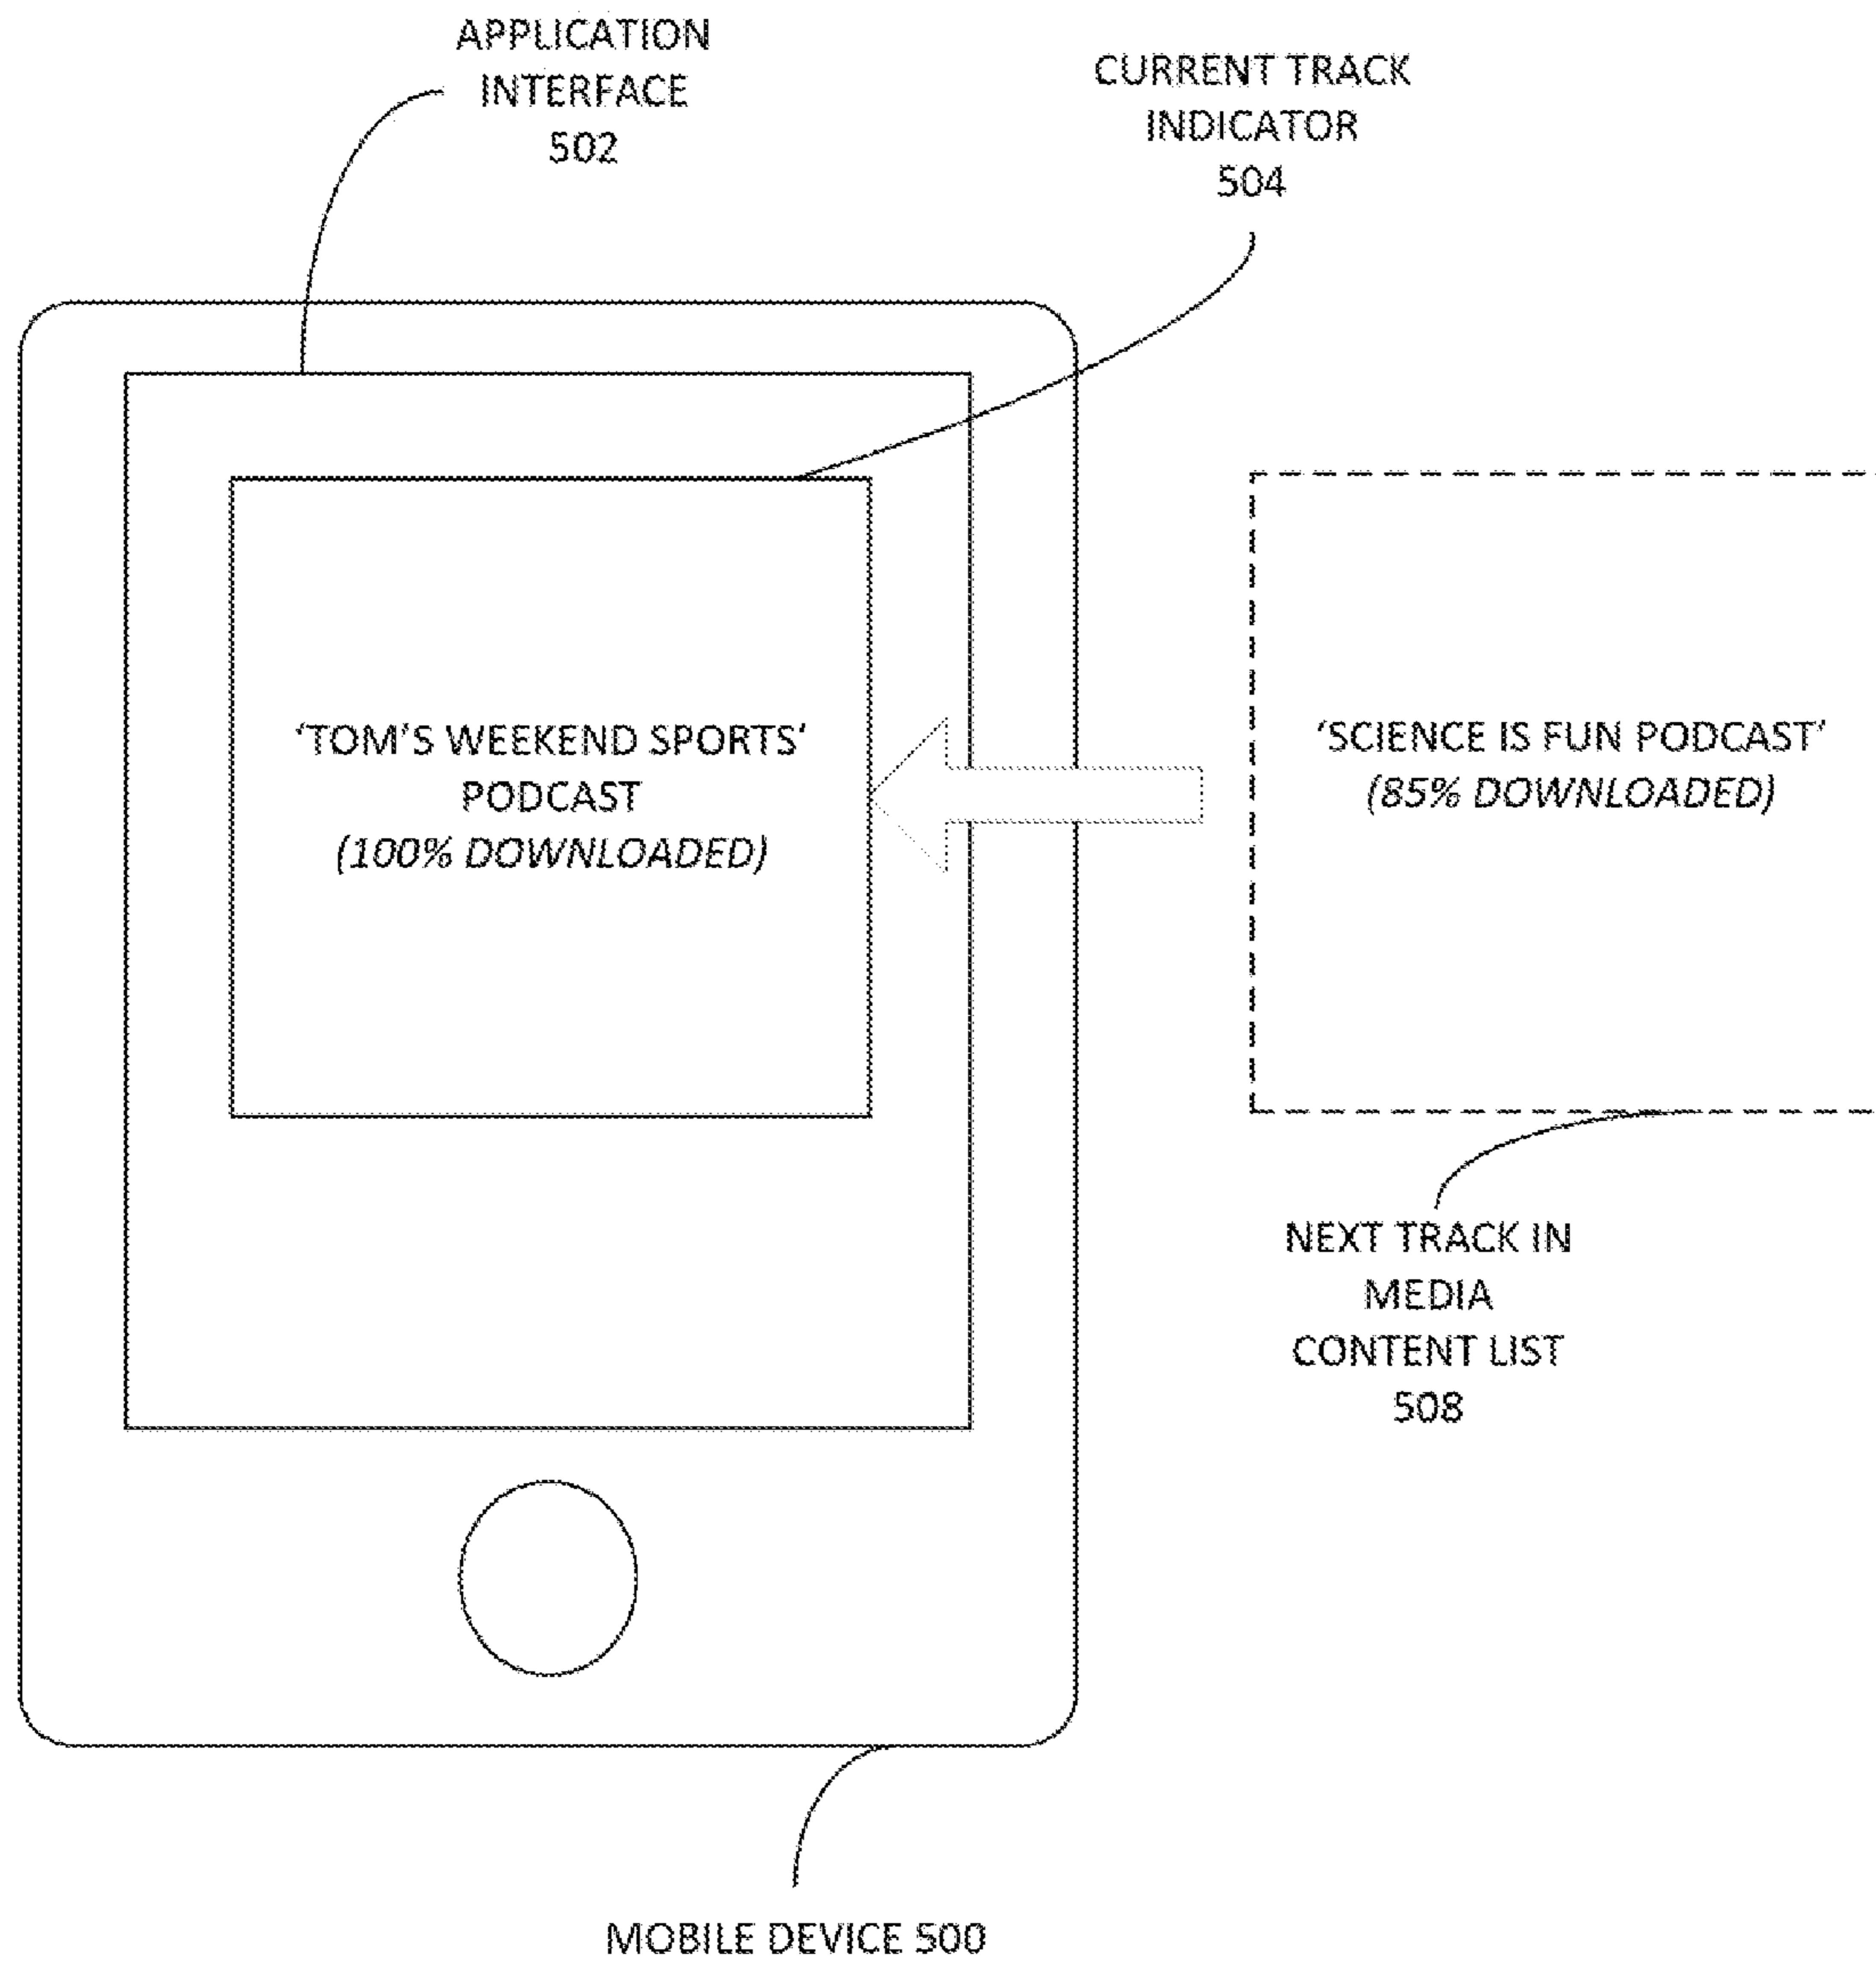 APPLICATION
INTERFACE
502
CURRENT TRACK
INDICATOR
504
‘TOM’S WEEKEND SPORTS’
PODCAST
(100% DOWNLOADED)
‘SCIENCE IS FUN PODCAST’
(85% DOWNLOADED)
NEXT TRACK IN
MEDIA
CONTENT LIST
508
MOBILE DEVICE 500